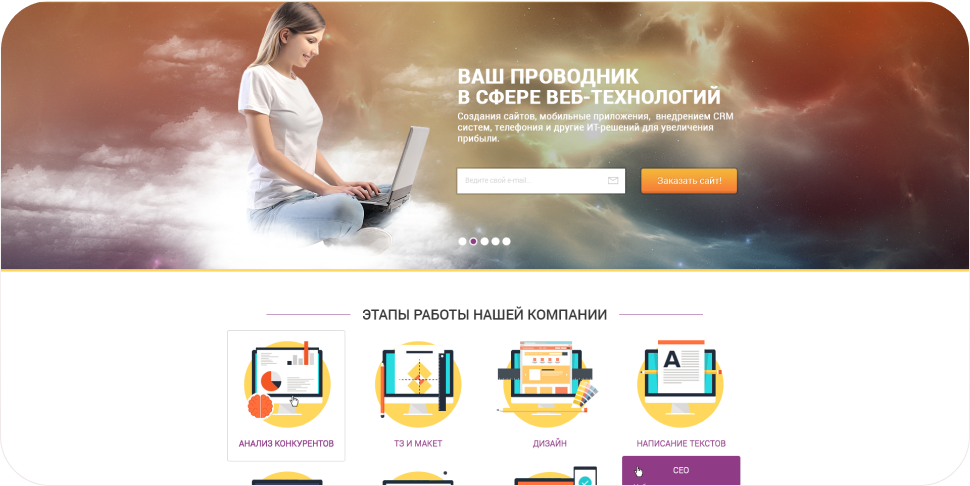 ВАШ ПРОВОДНИК
В СФЕРЕ ВЕБ-ТЕХНОЛОГИЙ
Создания сайтов, мобильные приложения, внедрением CRM
систем, телефония и другие ИТ-решений для увеличения
прибыли.
Ведите свой e-mail...
Заказать сайт!
ЭТАПЫ РАБОТЫ НАШЕЙ КОМПАНИИ
A
АНАЛИЗ КОНКУРЕНТОВ
ТЗ И МАКЕТ
ДИЗАЙН
НАПИСАНИЕ ТЕКСТОВ
СЕО